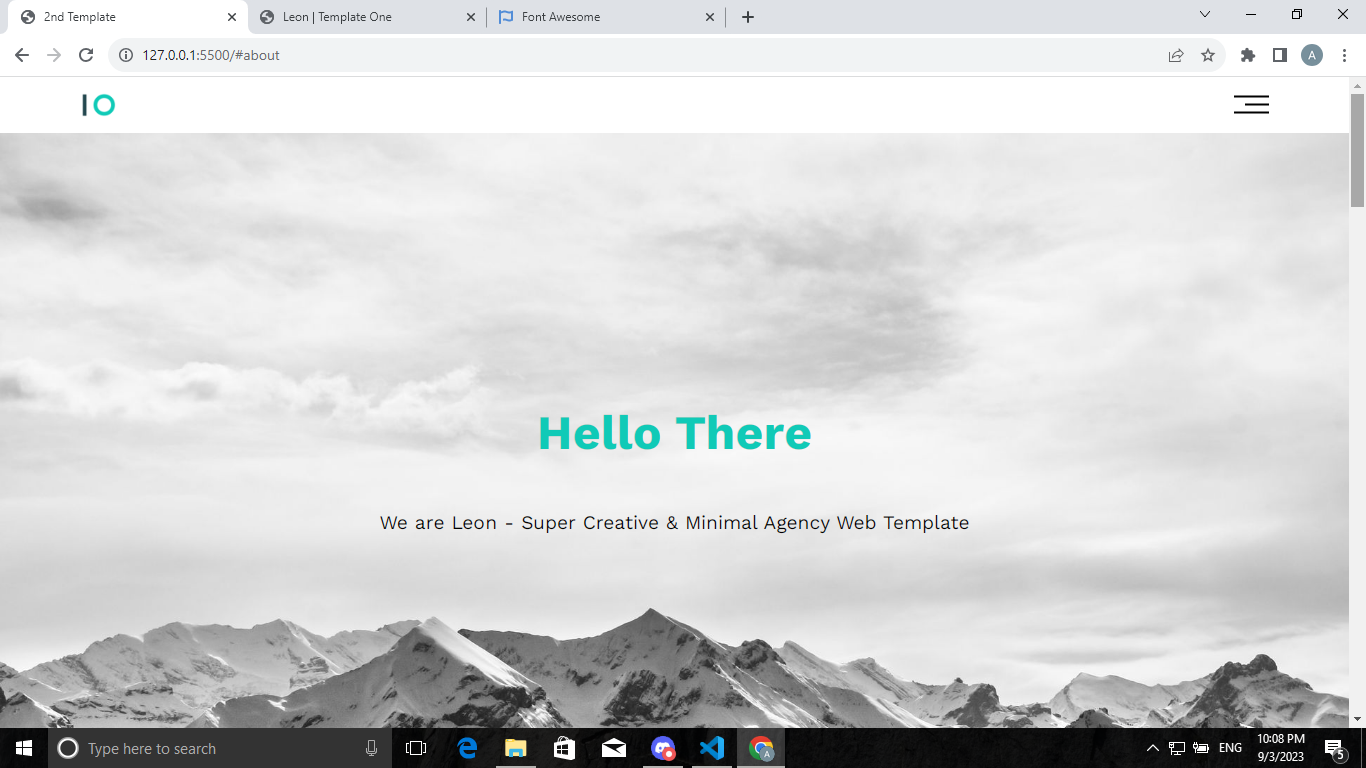 2nd Template
Leon | Template One
Font Awesome
127.0.0.1:5500/#about
A
IO
Hello There
We are Leon - Super Creative & Minimal Agency Web Template
Type here to search
A
ENG
10:08 PM
9/3/2023
5